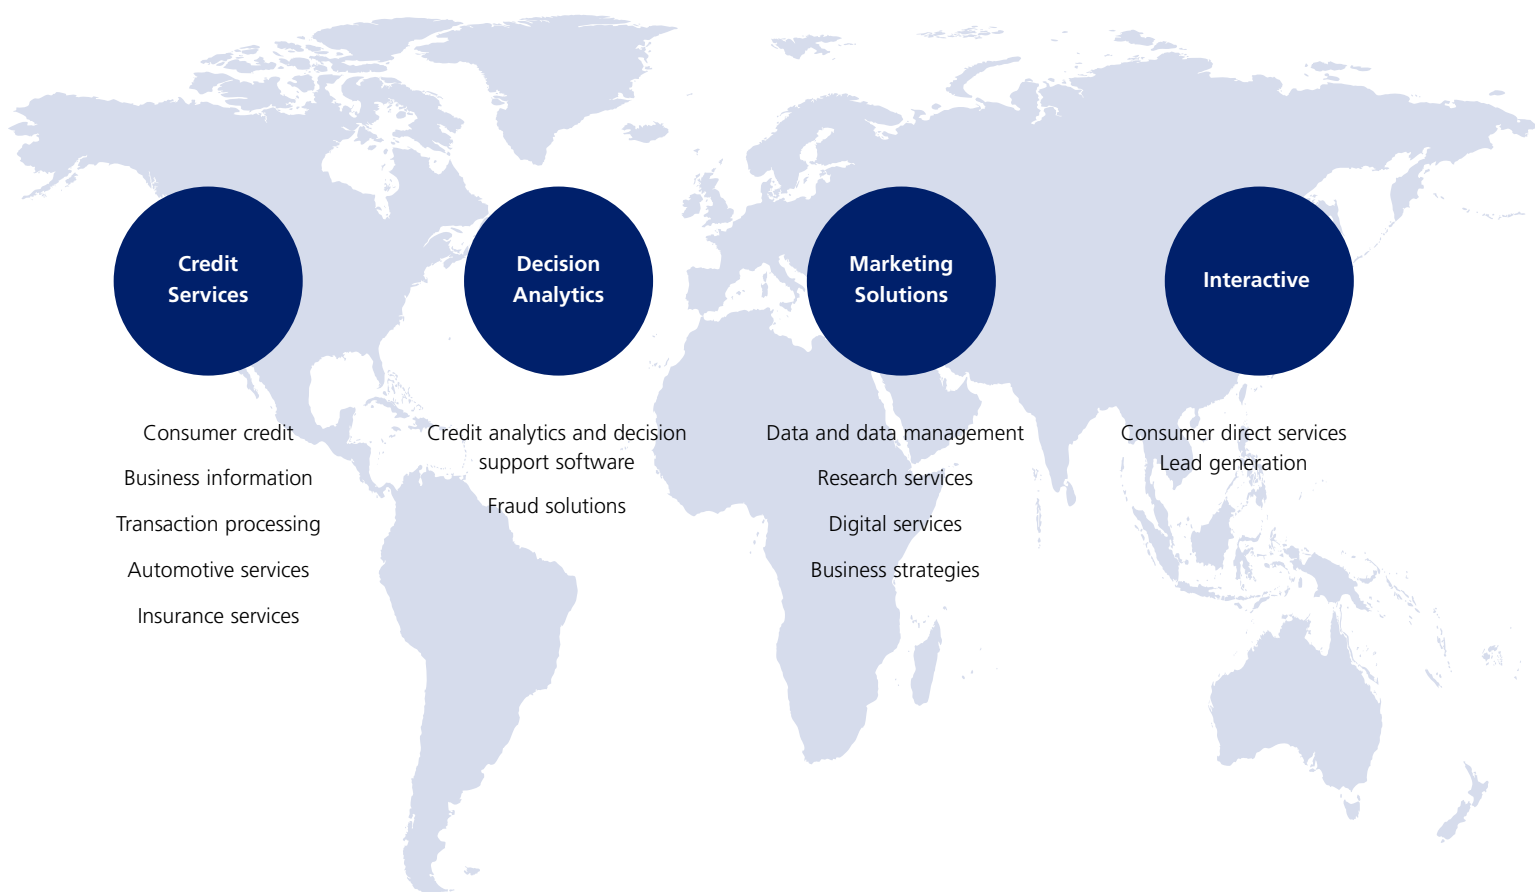 Credit
Services
Consumer credit
Business information
Transaction processing
Automotive services
Insurance services
Decision
Analytics
Credit analytics and decision
support software
Fraud solutions
Marketing
Solutions
Data and data management
Research services
Digital services
Business strategies
Interactive
Consumer direct services
Lead generation